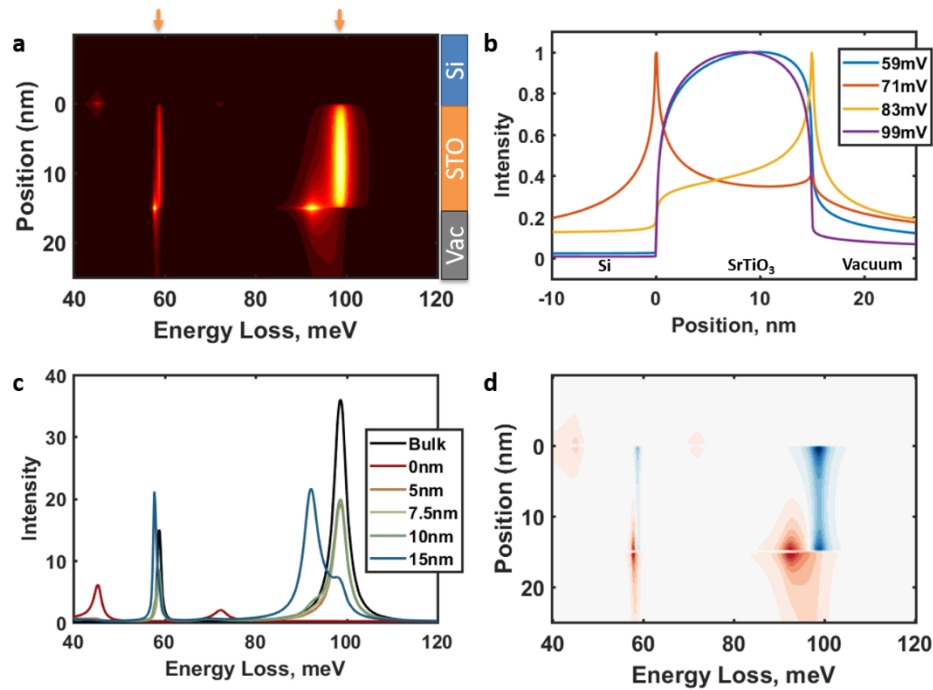 a
Position (nm)
0
10
20
40 60 80 100 120
Energy Loss, meV
Si
STO
Vac
b
Intensity
1
0.8
0.6
0.4
0.2
0
-10 0 10 20
Position, nm
Si SrTiO3 Vacuum
59mV
71mV
83mV
99mV
c
Intensity
40
30
20
10
0
40 60 80 100 120
Energy Loss, meV
Bulk
0nm
5nm
7.5nm
10nm
15nm
d
Position (nm)
0
10
20
40 60 80 100 120
Energy Loss, meV